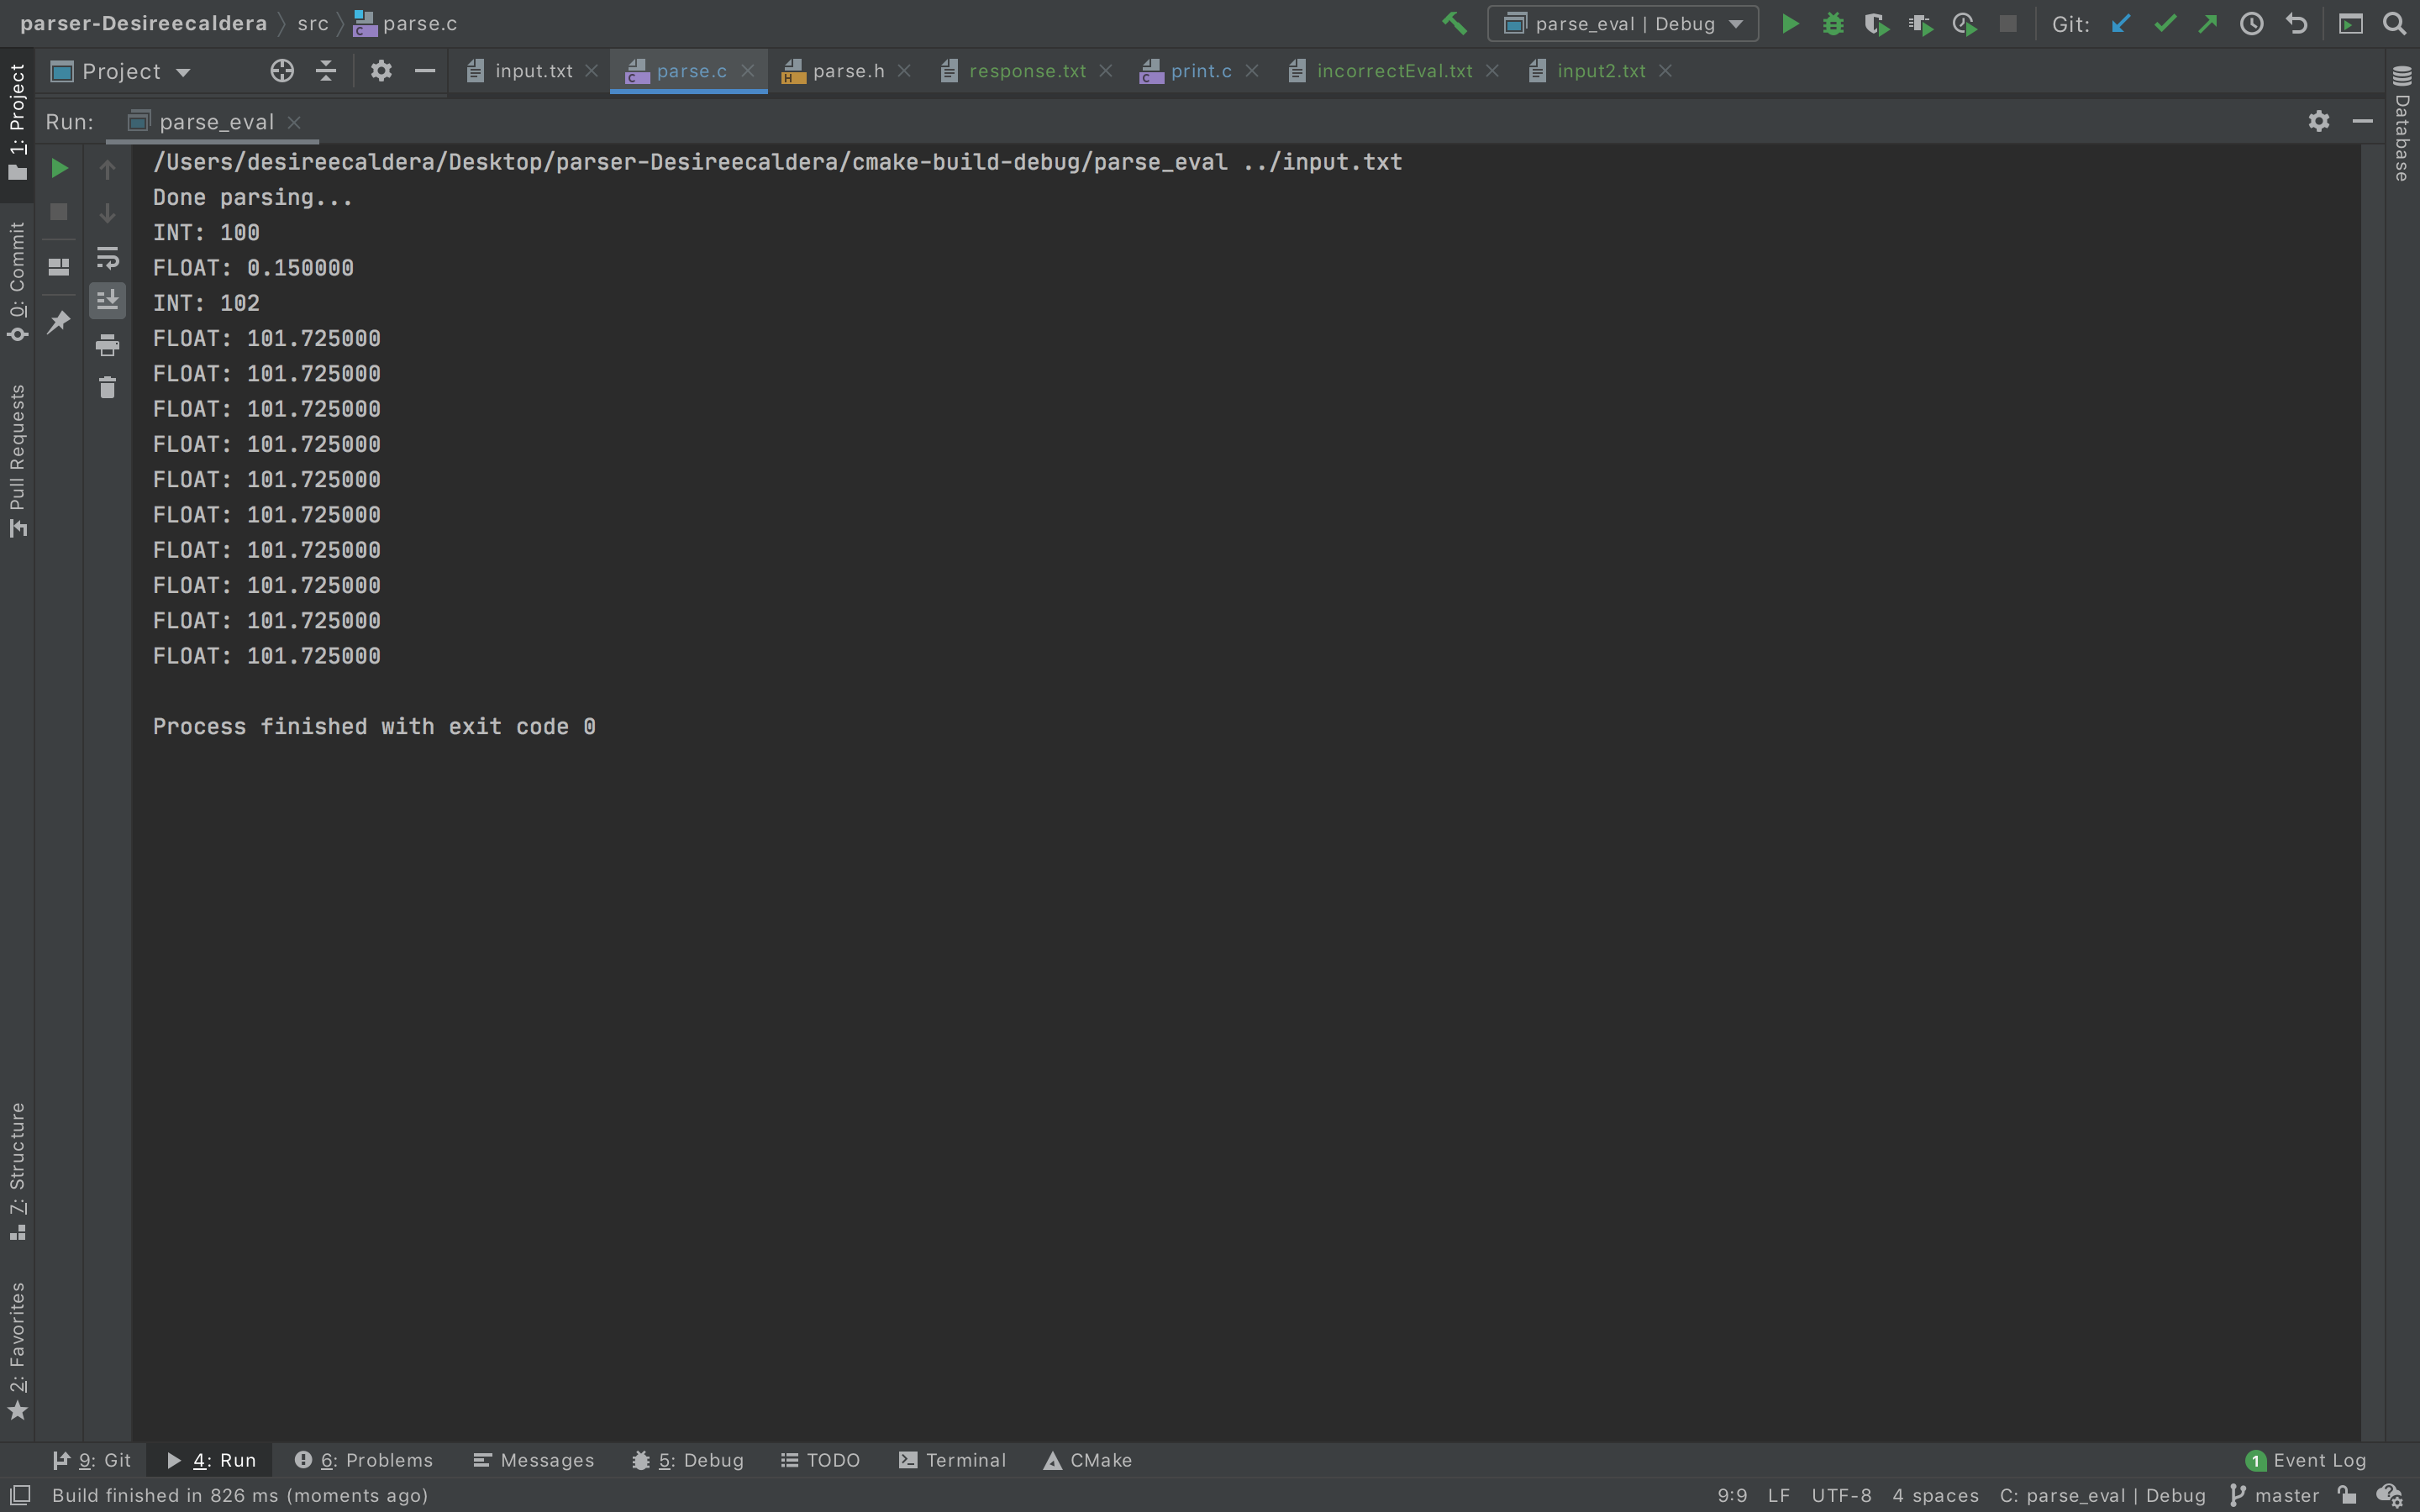 parser-Desireecaldera src parse.c parse_eval | Debug Git:
Project input.txt parse.c parse.h response.txt print.c incorrectEval.txt input2.txt
Run: parse_eval
/Users/desireecaldera/Desktop/parser-Desireecaldera/cmake-build-debug/parse_eval ../input.txt
Done parsing...
INT: 100
FLOAT: 0.150000
INT: 102
FLOAT: 101.725000
FLOAT: 101.725000
FLOAT: 101.725000
FLOAT: 101.725000
FLOAT: 101.725000
FLOAT: 101.725000
FLOAT: 101.725000
FLOAT: 101.725000
FLOAT: 101.725000
FLOAT: 101.725000
Process finished with exit code 0
1: Project
0: Commit
Pull Requests
7: Structure
2: Favorites
Database
9: Git 4: Run 6: Problems Messages 5: Debug TODO Terminal CMake 1 Event Log
Build finished in 826 ms (moments ago) 9:9 LF UTF-8 4 spaces C: parse_eval | Debug master